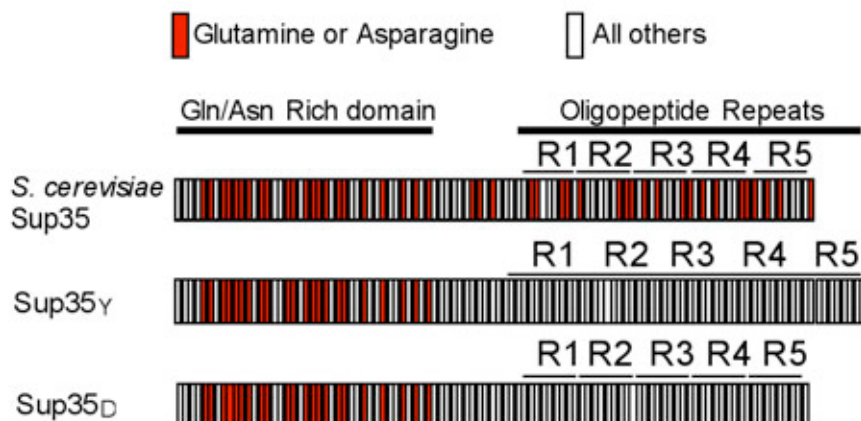 Glutamine or Asparagine All others
Gln/Asn Rich domain Oligopeptide Repeats
R1 R2 R3 R4 R5
S. cerevisiae
Sup35
R1 R2 R3 R4 R5
Sup35Y
R1 R2 R3 R4 R5
Sup35D